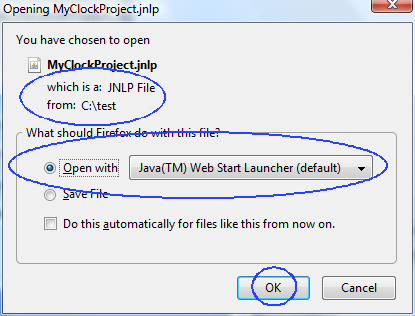 Opening MyClockProject.jnlp
You have chosen to open
MyClockProject.jnlp
which is a: JNLP File
from: C:\test
What should Firefox do with this file?
Open with Java(TM) Web Start Launcher (default)
Save File
Do this automatically for files like this from now on.
OK Cancel